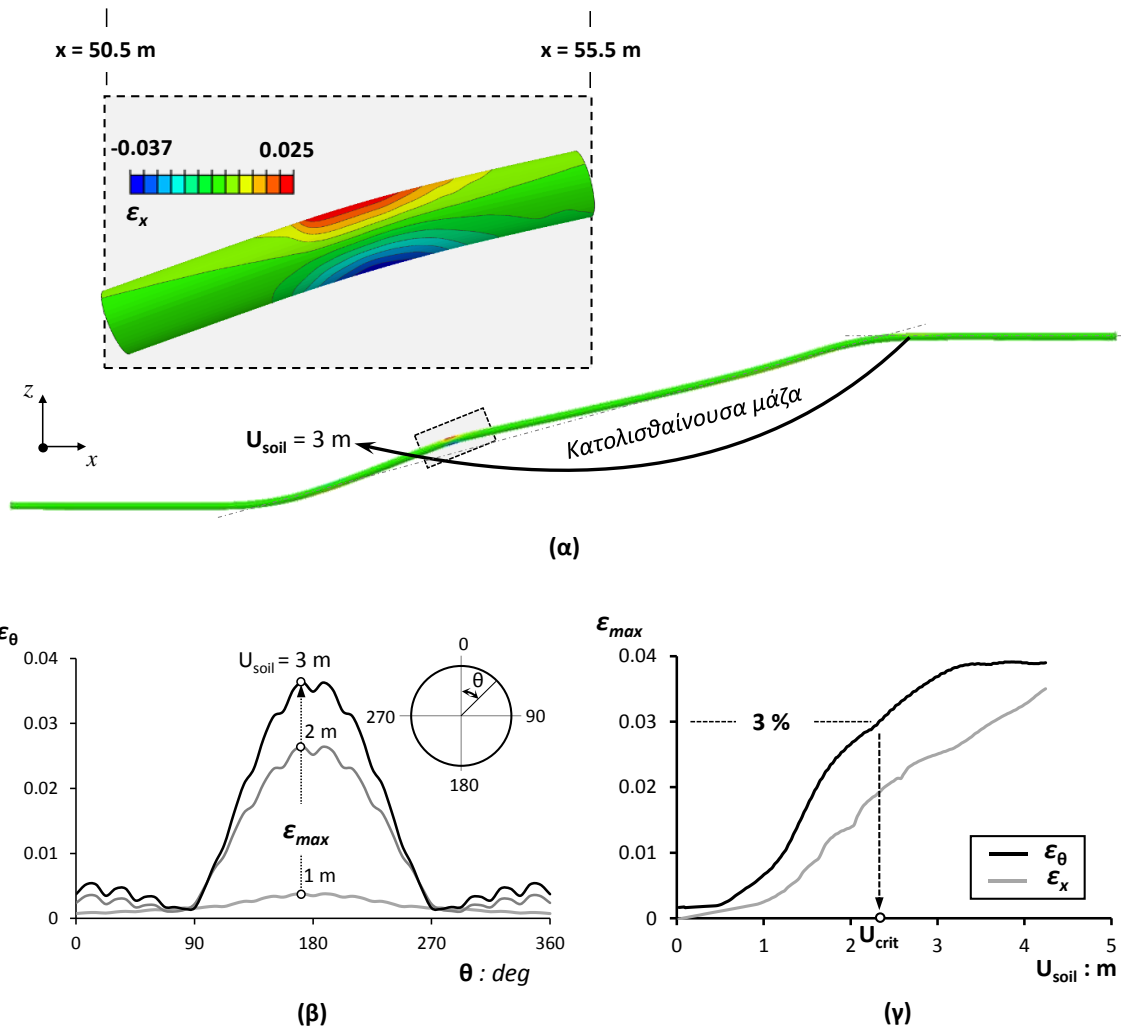 x = 50.5 m
x = 55.5 m
-0.037
0.025
εx
z
x
Usoil = 3 m
Κατολισθαίνουσα μάζα
(α)
εθ
0.04
0.03
0.02
0.01
0
0
90
180
270
360
θ : deg
Usoil = 3 m
2 m
εmax
1 m
0
θ
270
90
180
(β)
εmax
0.04
0.03
0.02
0.01
0
3 %
εθ
εx
0
1
2
3
4
5
Ucrit
Usoil : m
(γ)